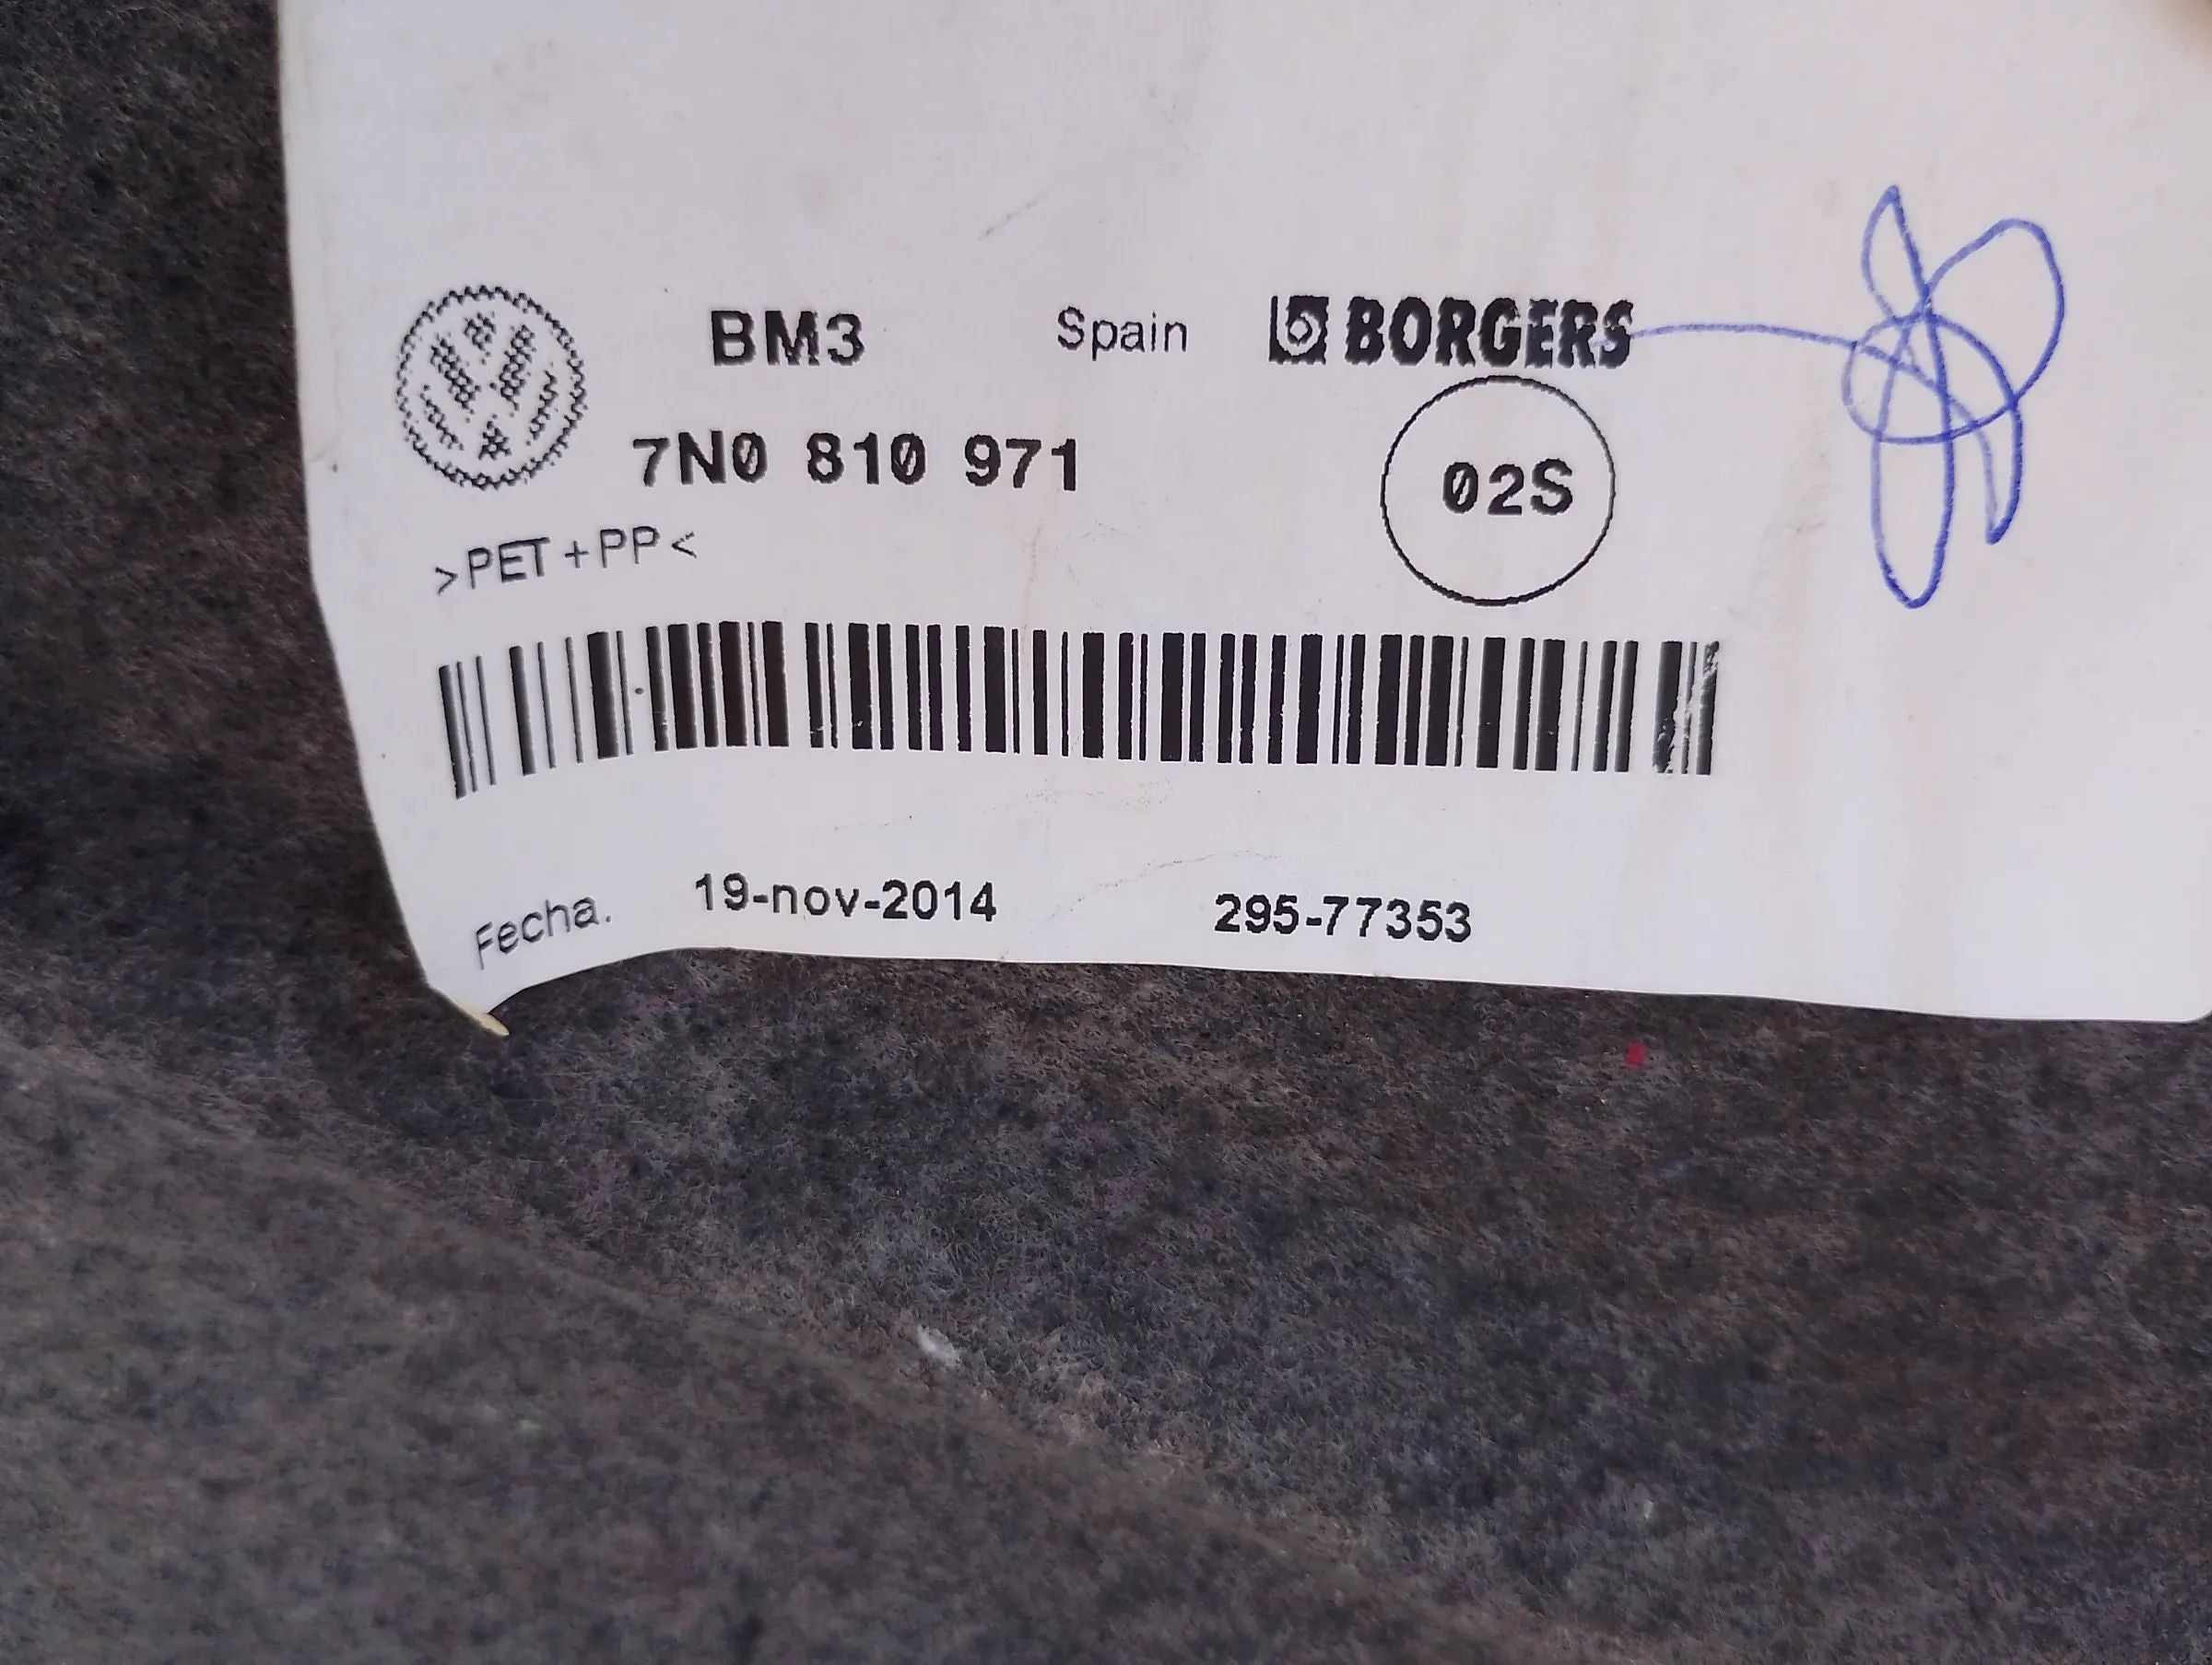 BM3 Spain BORGERS
7N0 810 971 02S
>PET+PP<
Fecha. 19-nov-2014 295-77353